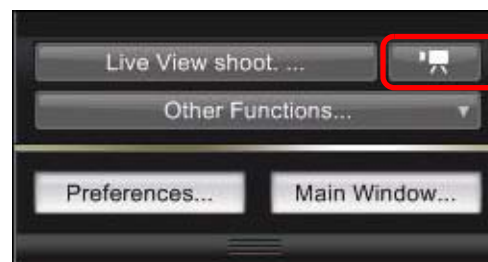 Live View shoot. ...
Other Functions...
Preferences... Main Window...